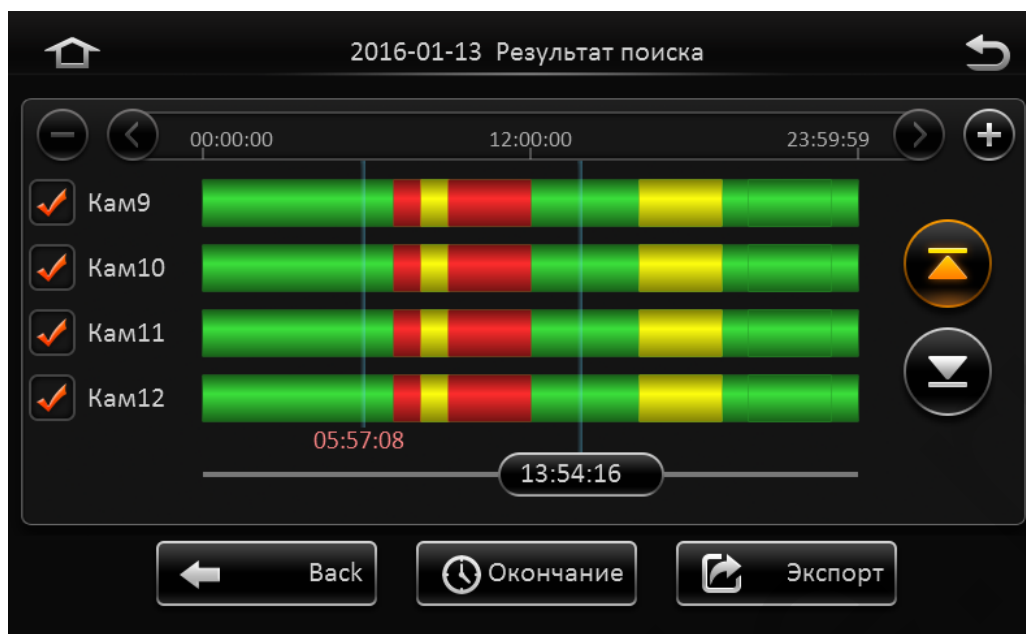 2016-01-13 Результат поиска
00:00:00 12:00:00 23:59:59
Кам9
Кам10
Кам11
Кам12
05:57:08
13:54:16
Back Окончание Экспорт